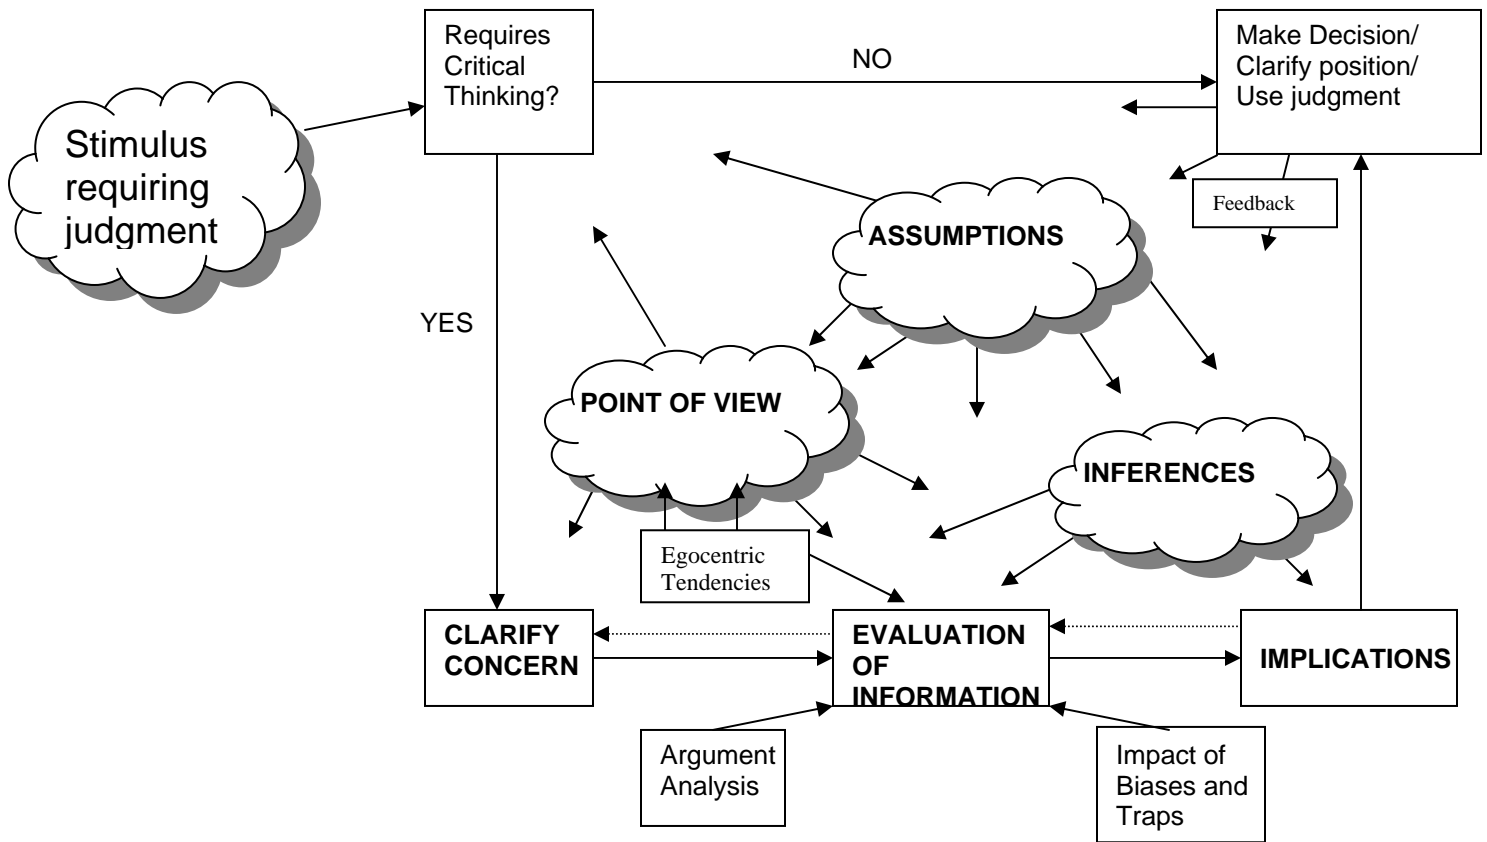 Requires
Critical
Thinking?
NO
Make Decision/
Clarify position/
Use judgment
Stimulus
requiring
judgment
Feedback
ASSUMPTIONS
YES
POINT OF VIEW
INFERENCES
Egocentric
Tendencies
CLARIFY
CONCERN
EVALUATION
OF
INFORMATION
IMPLICATIONS
Argument
Analysis
Impact of
Biases and
Traps